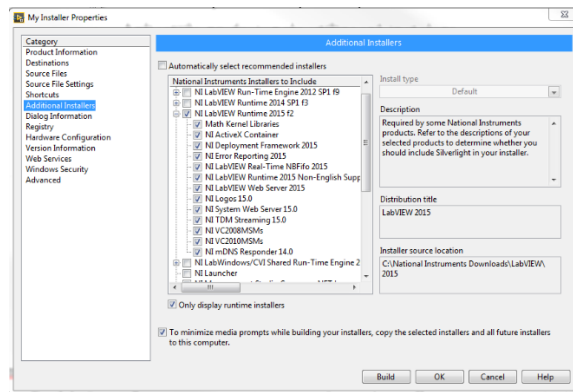 My Installer Properties
Category
Product Information
Destinations
Source Files
Source File Settings
Shortcuts
Additional Installers
Dialog Information
Registry
Hardware Configuration
Version Information
Web Services
Windows Security
Advanced
Additional Installers
Automatically select recommended installers
National Instruments Installers to Include
NI LabVIEW Run-Time Engine 2012 SP1 f9
NI LabVIEW Runtime 2014 SP1 f3
NI LabVIEW Runtime 2015 f2
Math Kernel Libraries
NI ActiveX Container
NI Deployment Framework 2015
NI Error Reporting 2015
NI LabVIEW Real-Time NBFifo 2015
NI LabVIEW Runtime 2015 Non-English Supp
NI LabVIEW Web Server 2015
NI Logos 15.0
NI System Web Server 15.0
NI TDM Streaming 15.0
NI VC2008MSMs
NI VC2010MSMs
NI mDNS Responder 14.0
NI LabWindows/CVI Shared Run-Time Engine 2
NI Launcher
Only display runtime installers
Install type
Default
Description
Required by some National Instruments
products. Refer to the descriptions of your
selected products to determine whether you
should include Silverlight in your installer.
Distribution title
LabVIEW 2015
Installer source location
C:\National Instruments Downloads\LabVIEW\
2015
To minimize media prompts while building your installers, copy the selected installers and all future installers
to this computer.
Build
OK
Cancel
Help